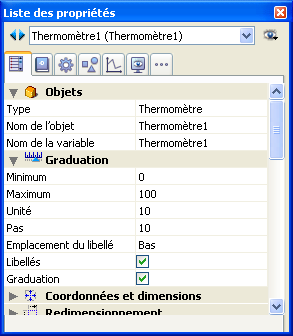 Liste des propriétés
Thermomètre1 (Thermomètre1)
Objets
Type Thermomètre
Nom de l'objet Thermomètre1
Nom de la variable Thermomètre1
Graduation
Minimum 0
Maximum 100
Unité 10
Pas 10
Emplacement du libellé Bas
Libellés
Graduation
Coordonnées et dimensions
Redimensionnement